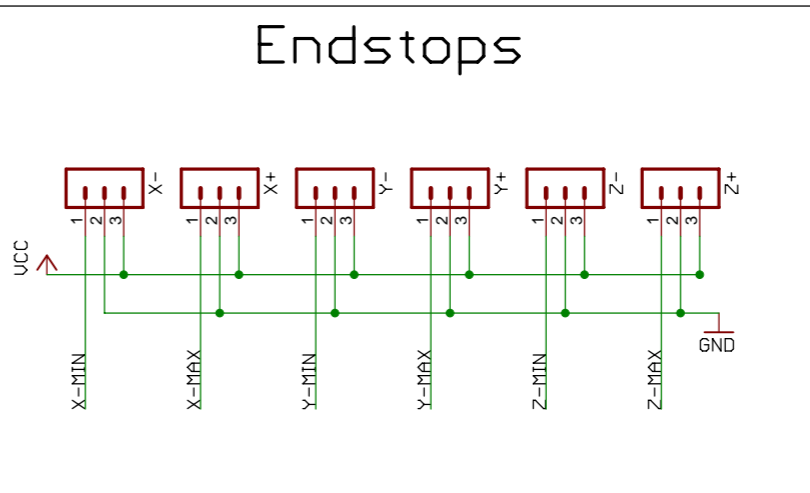 Endstops
X-
X+
Y-
Y+
Z-
Z+
1 2 3
1 2 3
1 2 3
1 2 3
1 2 3
1 2 3
VCC
GND
X-MIN
X-MAX
Y-MIN
Y-MAX
Z-MIN
Z-MAX